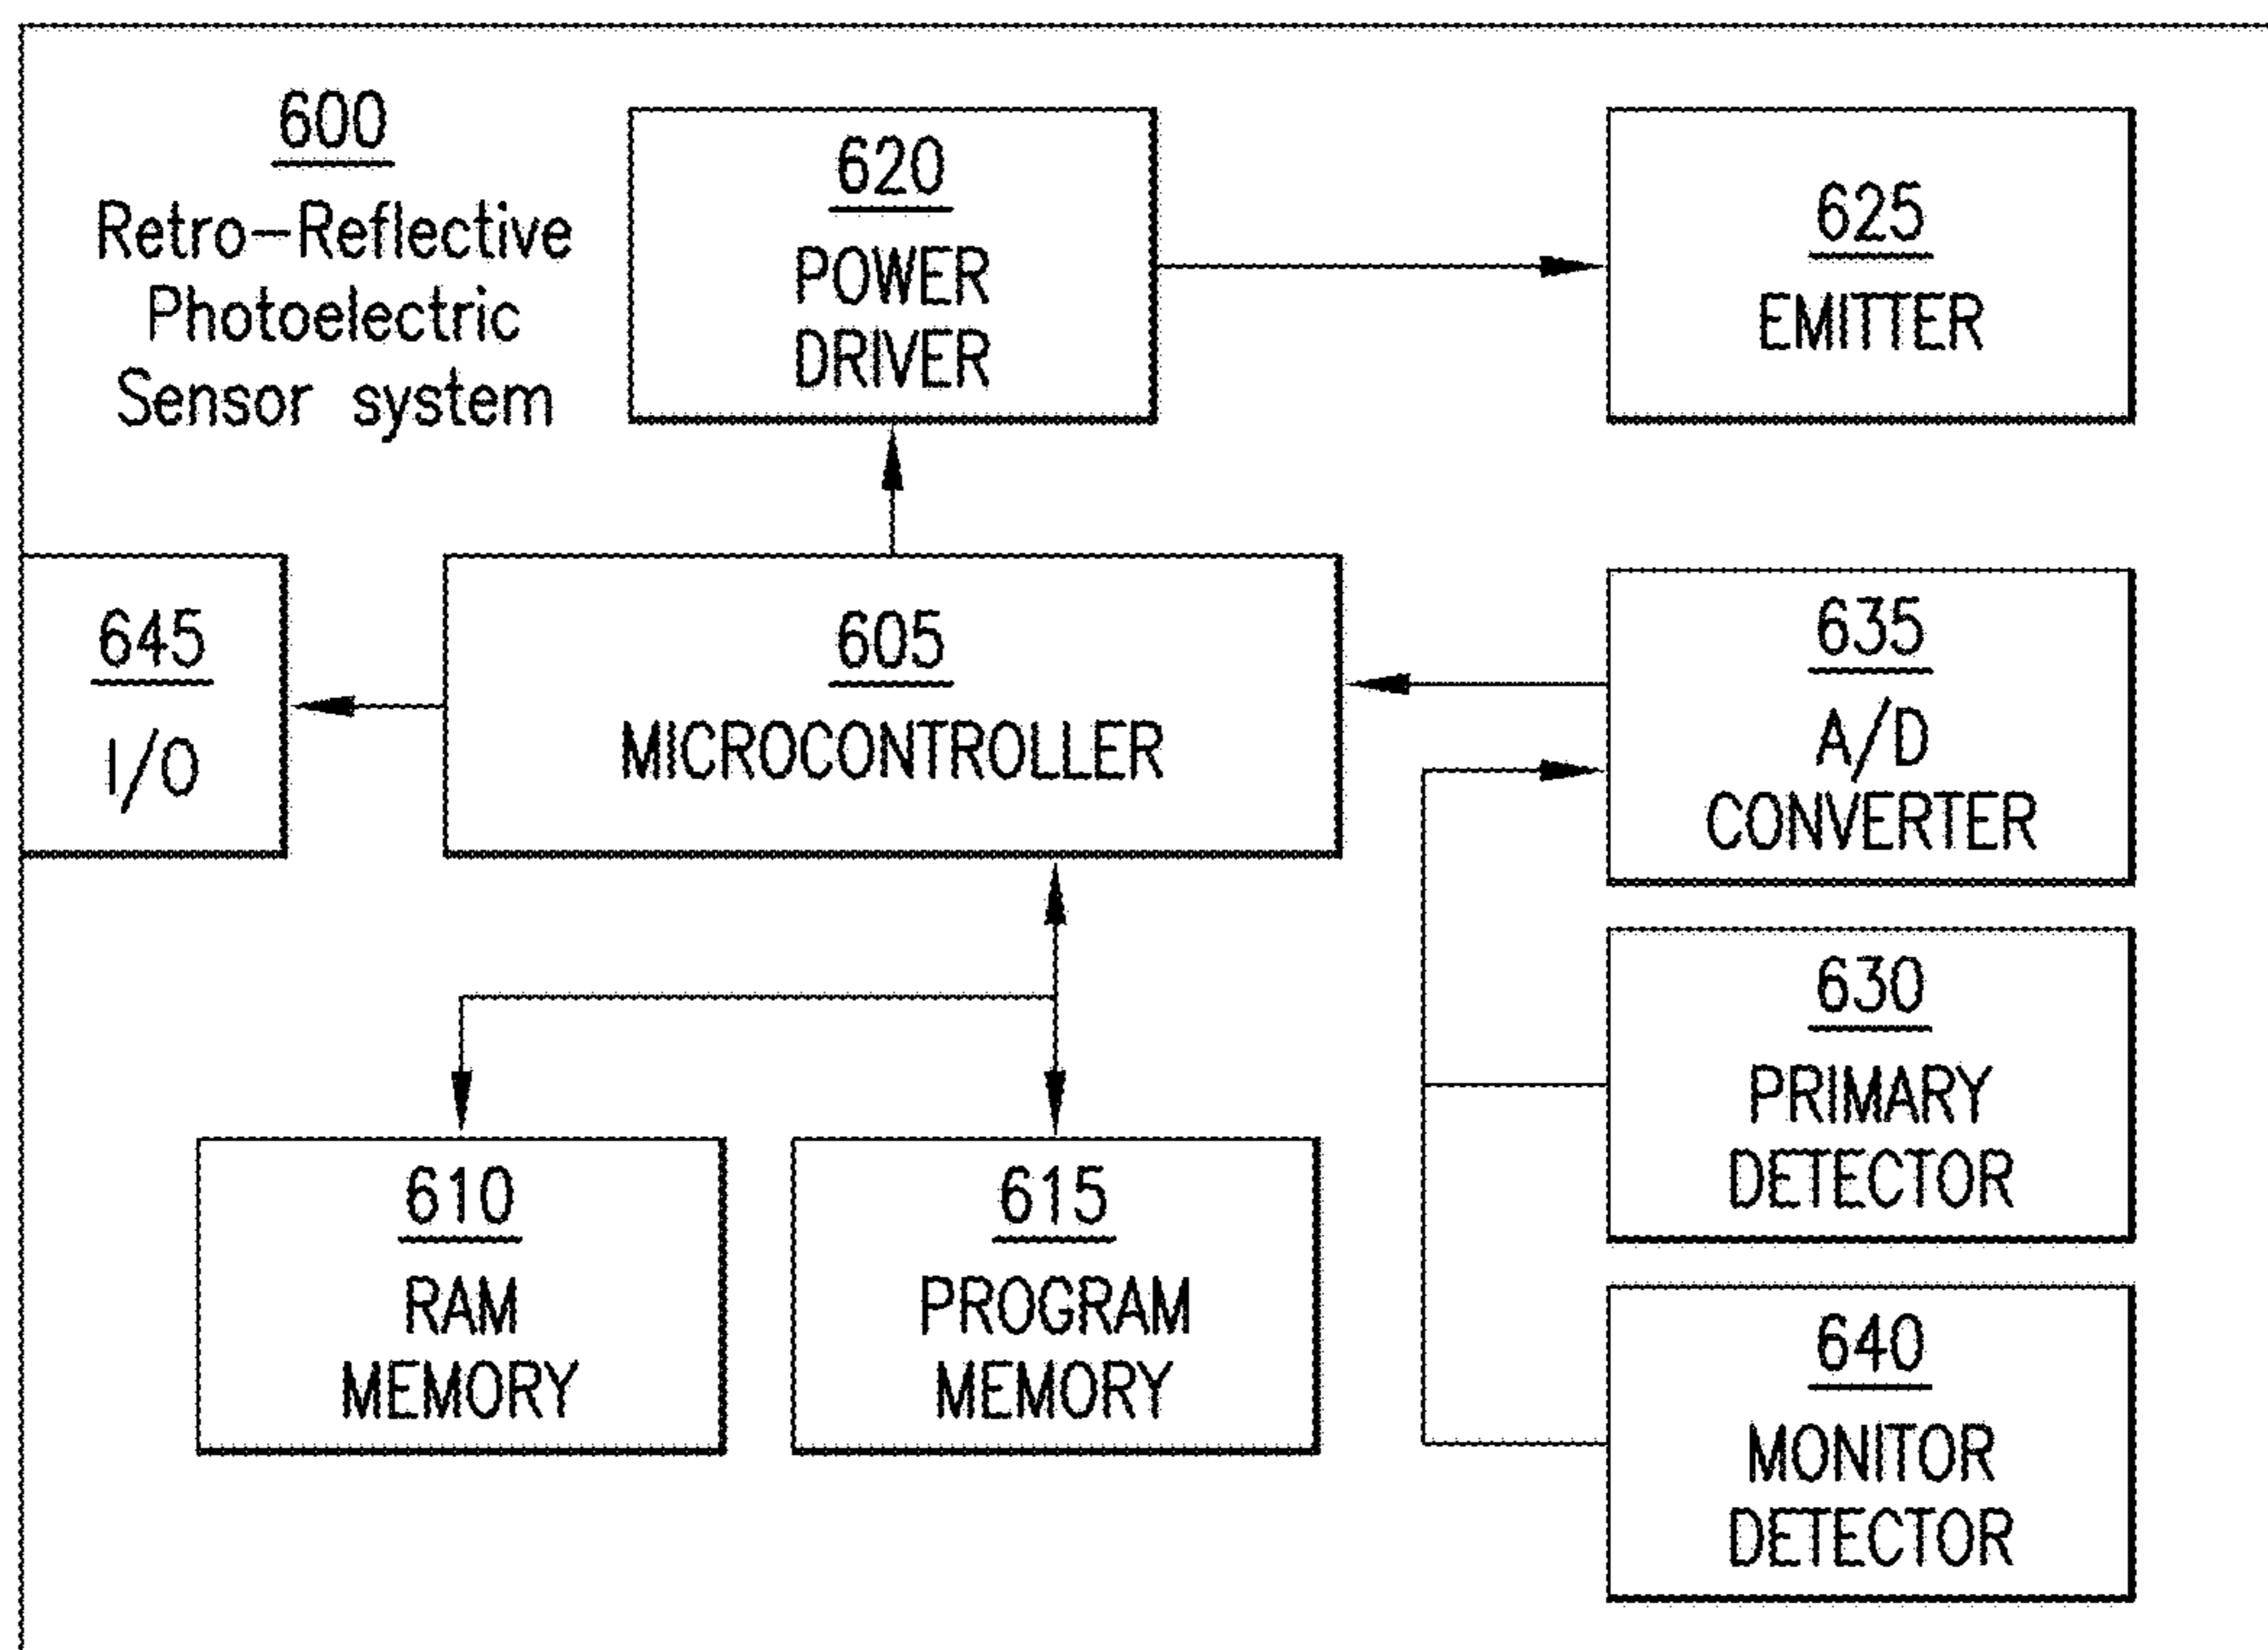 600
Retro-Reflective
Photoelectric
Sensor system
620
POWER
DRIVER
625
EMITTER
645
I/O
605
MICROCONTROLLER
635
A/D
CONVERTER
630
PRIMARY
DETECTOR
610
RAM
MEMORY
615
PROGRAM
MEMORY
640
MONITOR
DETECTOR